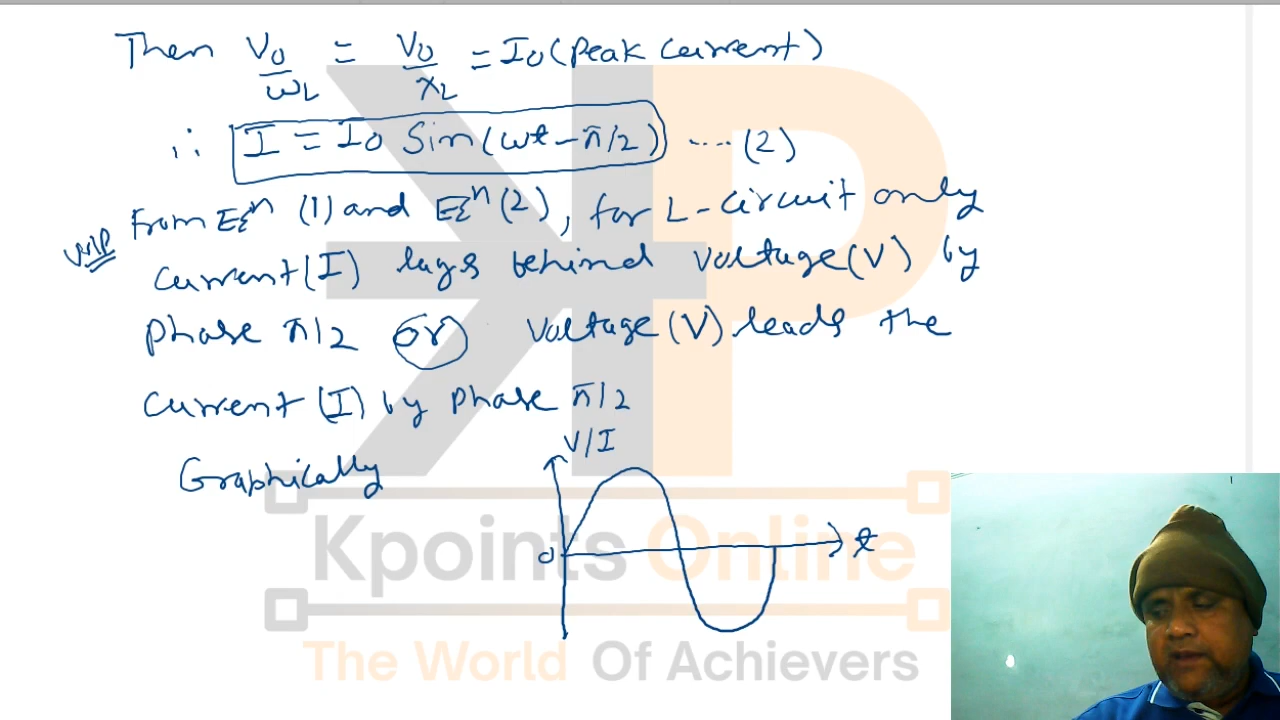 Then V0/ωL = V0/XL = I0 (Peak Current)
∴ I = I0 Sin(ωt - π/2) ....(2)
From Eqn (1) and Eqn (2), for L-circuit only
VVIP
Current (I) lags behind Voltage (V) by
phase π/2 or Voltage (V) leads the
Current (I) by phase π/2
Graphically
V/I
0
t
Kpoints Online
The World Of Achievers